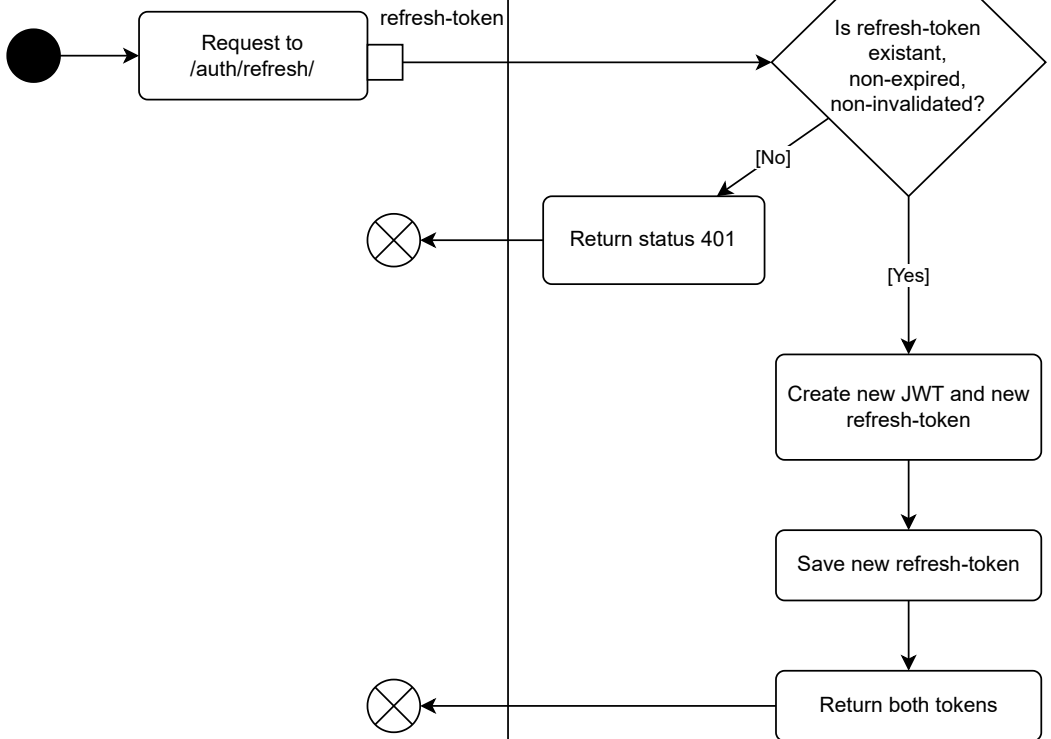 refresh-token
Request to
/auth/refresh/
Is refresh-token
existant,
non-expired,
non-invalidated?
[No]
Return status 401
[Yes]
Create new JWT and new
refresh-token
Save new refresh-token
Return both tokens